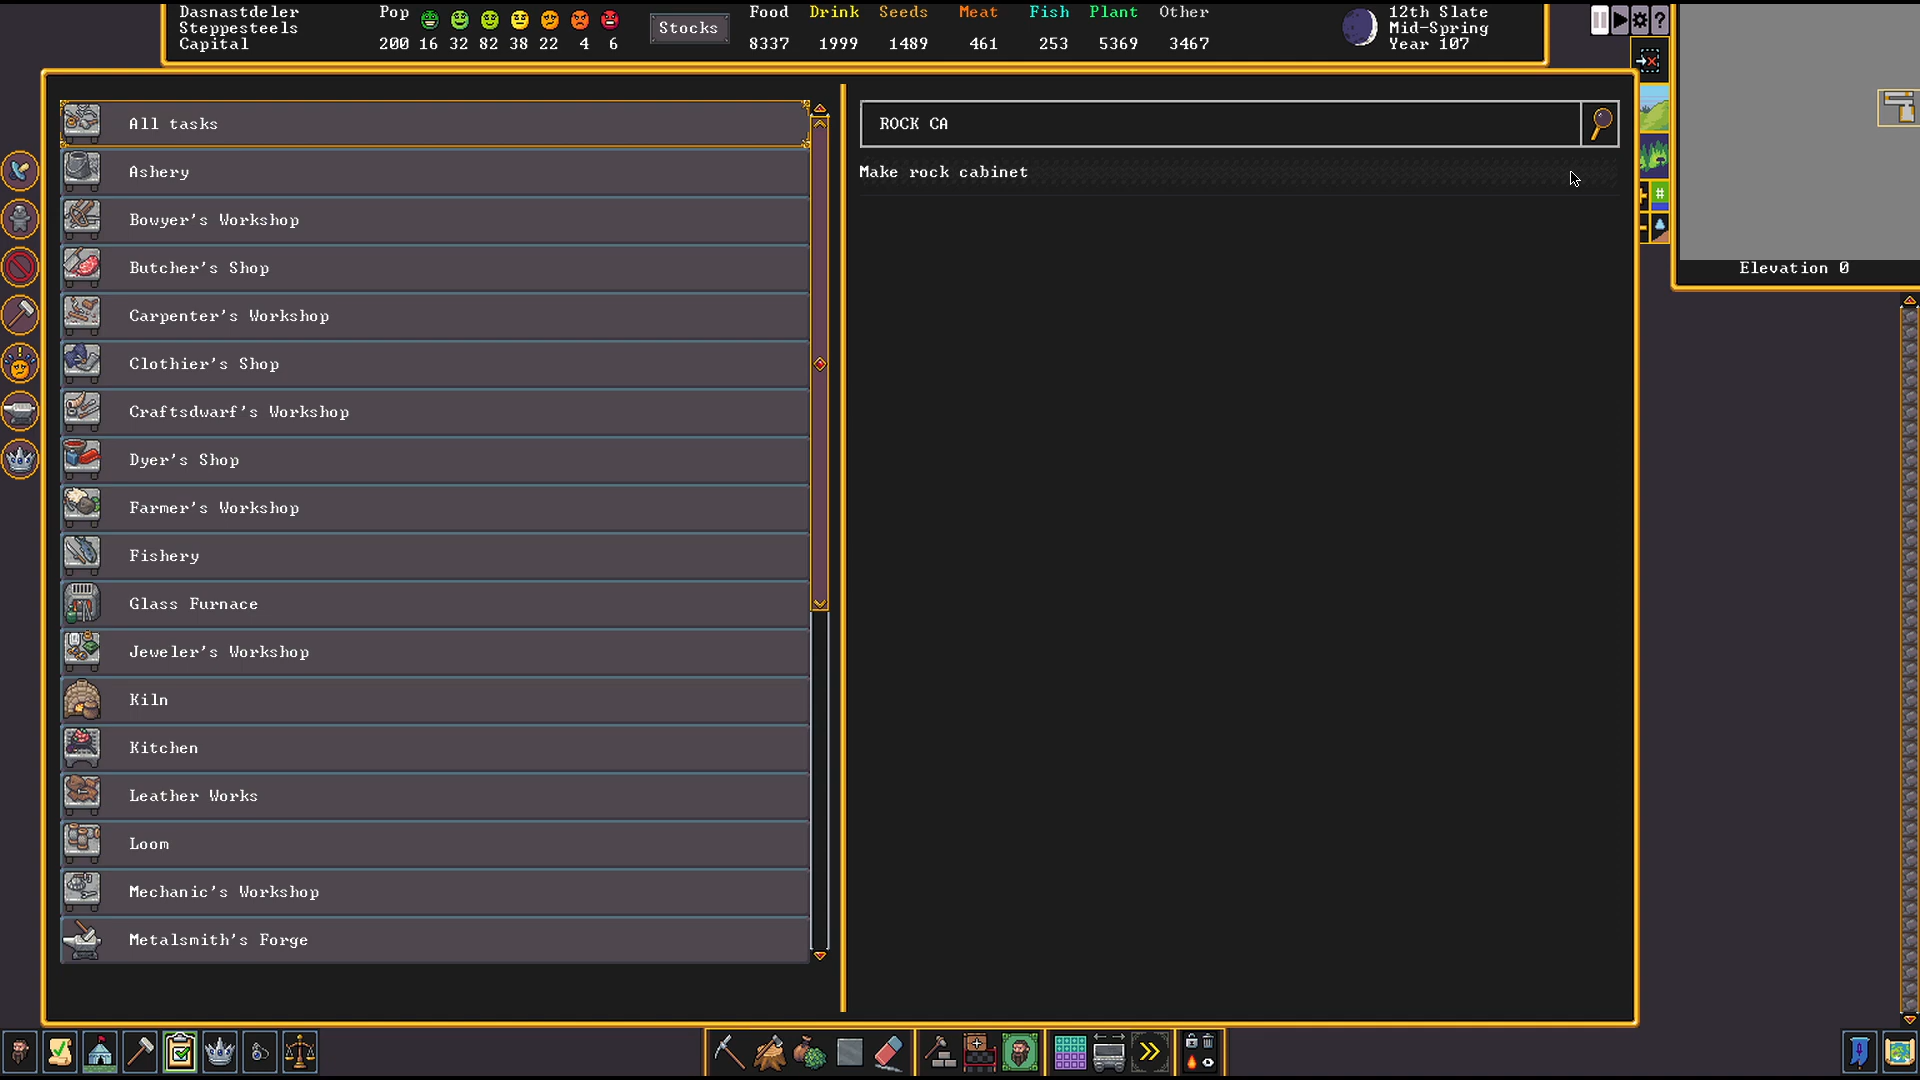 Dasnastdeler
Steppesteels
Capital
Pop
200 16 32 82 38 22 4 6
Stocks
Food Drink Seeds Meat Fish Plant Other
8337 1999 1489 461 253 5369 3467
12th Slate
Mid-Spring
Year 107
?
#
Elevation 0
All tasks
Ashery
Bowyer's Workshop
Butcher's Shop
Carpenter's Workshop
Clothier's Shop
Craftsdwarf's Workshop
Dyer's Shop
Farmer's Workshop
Fishery
Glass Furnace
Jeweler's Workshop
Kiln
Kitchen
Leather Works
Loom
Mechanic's Workshop
Metalsmith's Forge
ROCK CA
Make rock cabinet